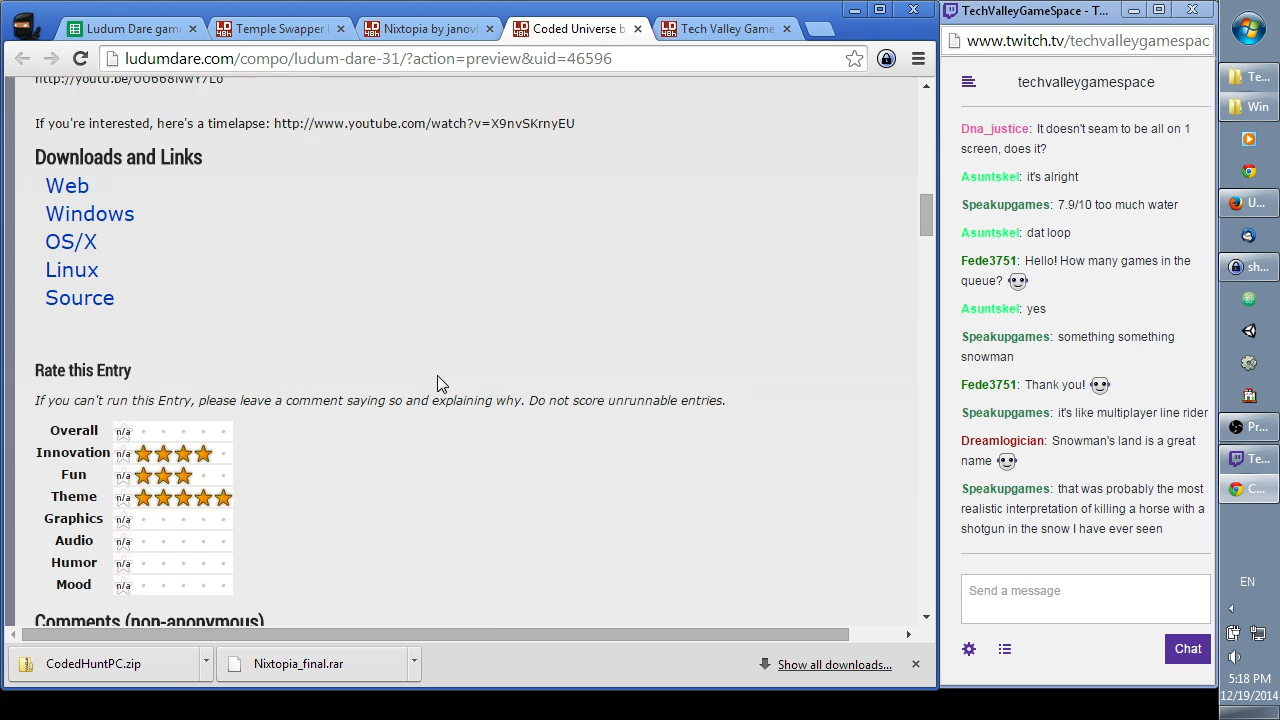 Ludum Dare gam
Simple Swapper
Nixtopia by janov
Coded Universe b
Tech Valley Game
TechValleyGameSpace - T...
ludumdare.com/compo/ludum-dare-31/?action=preview&uid=46596
www.twitch.tv/techvalleygamespac
If you're interested, here's a timelapse: http://www.youtube.com/watch?v=X9nvSKrnyEU
Downloads and Links
Web
Windows
OS/X
Linux
Source
Rate this Entry
If you can't run this Entry, please leave a comment saying so and explaining why. Do not score unrunnable entries.
Overall n/a
Innovation n/a
Fun n/a
Theme n/a
Graphics n/a
Audio n/a
Humor n/a
Mood n/a
Comments (non-anonymous)
CodedHuntPC.zip
Nixtopia_final.rar
Show all downloads...
techvalleygamespace
Dna_justice: It doesn't seam to be all on 1
screen, does it?
Asuntskel: it's alright
Speakupgames: 7.9/10 too much water
Asuntskel: dat loop
Fede3751: Hello! How many games in the
queue?
Asuntskel: yes
Speakupgames: something something
snowman
Fede3751: Thank you!
Speakupgames: it's like multiplayer line rider
Dreamlogician: Snowman's land is a great
name
Speakupgames: that was probably the most
realistic interpretation of killing a horse with a
shotgun in the snow I have ever seen
Send a message
Chat
Te...
Win
U...
sh...
Pr...
Te...
C...
EN
5:18 PM
12/19/2014